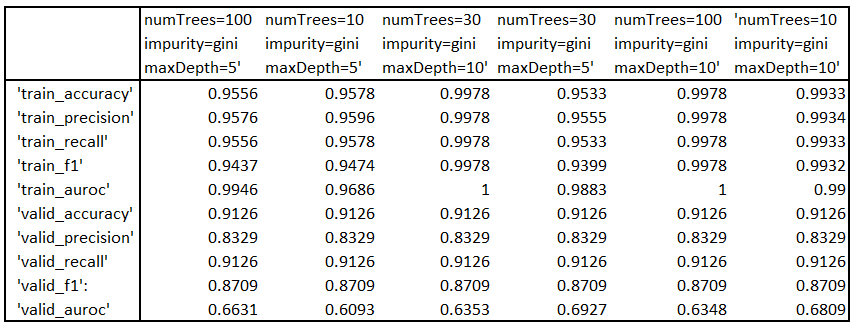 numTrees=100 numTrees=10 numTrees=30 numTrees=30 numTrees=100 'numTrees=10
impurity=gini impurity=gini impurity=gini impurity=gini impurity=gini impurity=gini
maxDepth=5' maxDepth=5' maxDepth=10' maxDepth=5' maxDepth=10' maxDepth=10'
'train_accuracy' 0.9556 0.9578 0.9978 0.9533 0.9978 0.9933
'train_precision' 0.9576 0.9596 0.9978 0.9555 0.9978 0.9934
'train_recall' 0.9556 0.9578 0.9978 0.9533 0.9978 0.9933
'train_f1' 0.9437 0.9474 0.9978 0.9399 0.9978 0.9932
'train_auroc' 0.9946 0.9686 1 0.9883 1 0.99
'valid_accuracy' 0.9126 0.9126 0.9126 0.9126 0.9126 0.9126
'valid_precision' 0.8329 0.8329 0.8329 0.8329 0.8329 0.8329
'valid_recall' 0.9126 0.9126 0.9126 0.9126 0.9126 0.9126
'valid_f1': 0.8709 0.8709 0.8709 0.8709 0.8709 0.8709
'valid_auroc' 0.6631 0.6093 0.6353 0.6927 0.6348 0.6809